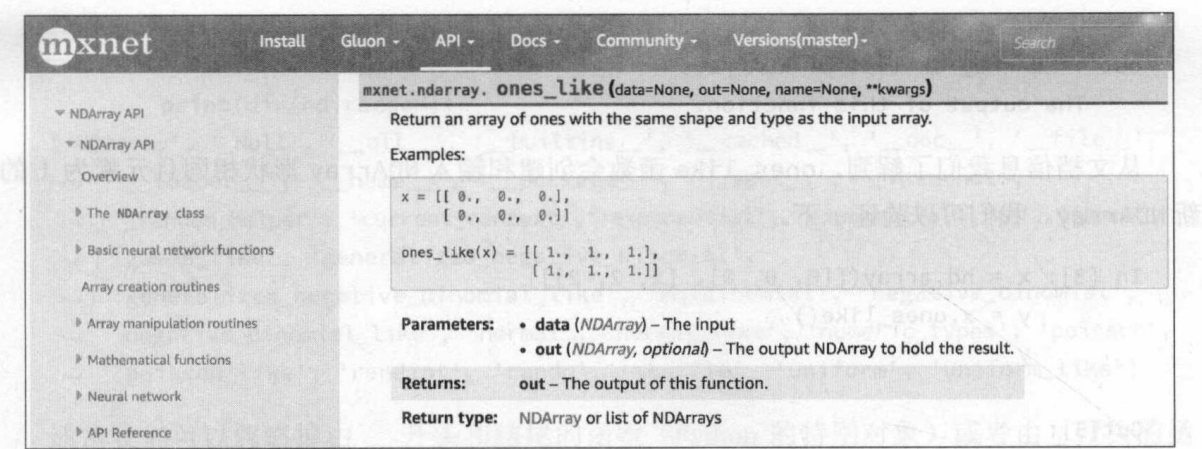 mxnet
Install Gluon API Docs Community Versions(master) Search
NDArray API
NDArray API
Overview
The NDArray class
Basic neural network functions
Array creation routines
Array manipulation routines
Mathematical functions
Neural network
API Reference
mxnet.ndarray. ones_like(data=None, out=None, name=None, **kwargs)
Return an array of ones with the same shape and type as the input array.
Examples:
x = [[ 0., 0., 0.],
[ 0., 0., 0.]]
ones_like(x) = [[ 1., 1., 1.],
[ 1., 1., 1.]]
Parameters: • data (NDArray) – The input
• out (NDArray, optional) – The output NDArray to hold the result.
Returns: out – The output of this function.
Return type: NDArray or list of NDArrays